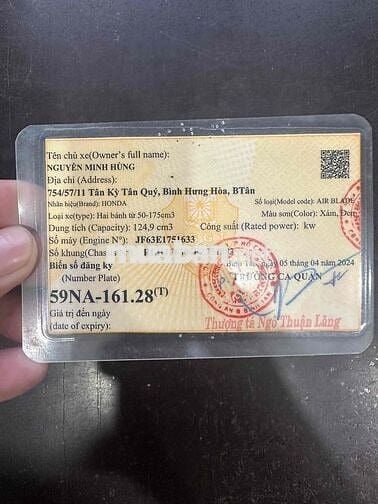 Tên chủ xe(Owner's full name):
NGUYỄN MINH HÙNG
Địa chỉ (Address):
754/57/11 Tân Kỳ Tân Quý, Bình Hưng Hòa, BTân
Nhãn hiệu(Brand): HONDA
Số loại(Model code): AIR BLADE
Loại xe(type): Hai bánh từ 50-175cm3
Màu sơn(Color): Xám, Đen
Dung tích (Capacity): 124.9 cm3
Công suất (Rated power): kw
Số máy (Engine Nº): JF63E1751633
Số khung(Chas
Biển số đăng ký
(Number Plate)
59NA-161.28(T)
05 tháng 04 năm 2024
TRƯỞNG CA QUẬN
Giá trị đến ngày
(date of expiry):
Thượng tá Ngô Thuận Lăng